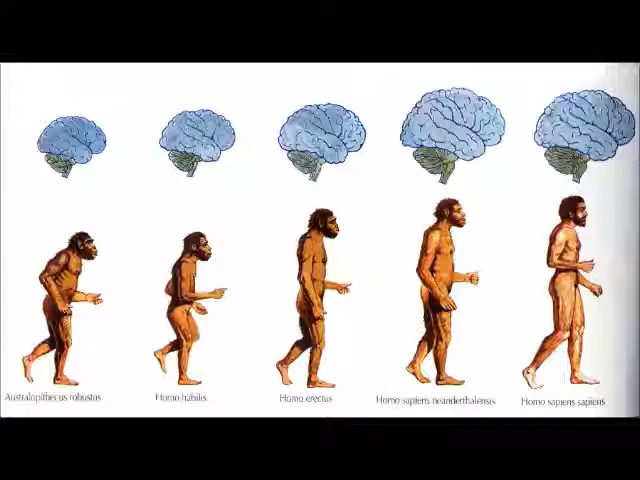 Australopithecus robustus
Homo habilis
Homo erectus
Homo sapiens neanderthalensis
Homo sapiens sapiens